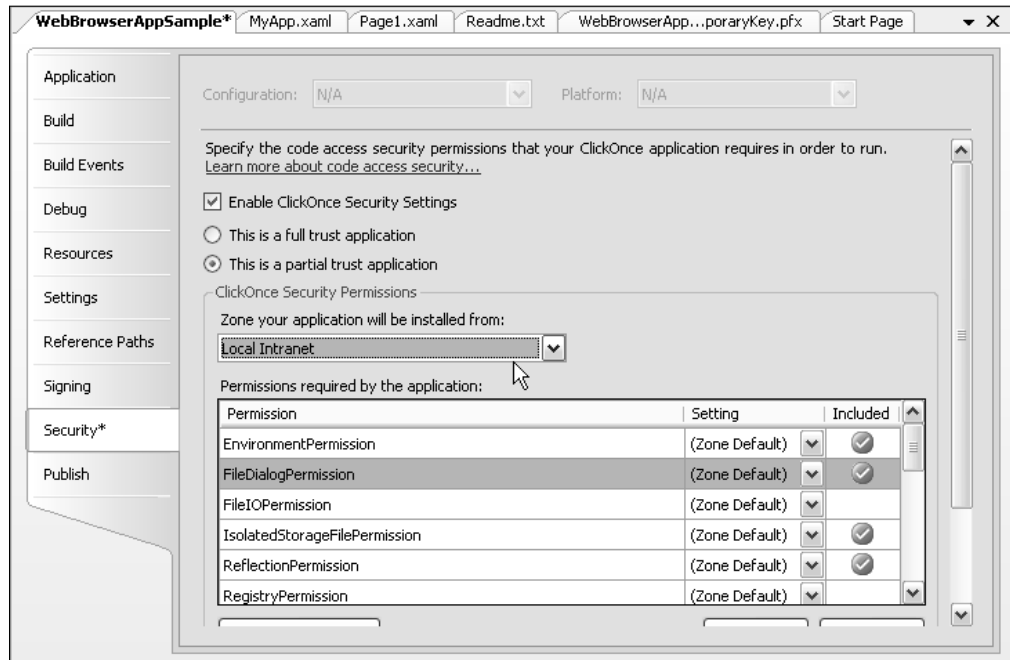 WebBrowserAppSample* MyApp.xaml Page1.xaml Readme.txt WebBrowserApp...poraryKey.pfx Start Page
Application
Build
Build Events
Debug
Resources
Settings
Reference Paths
Signing
Security*
Publish
Configuration: N/A Platform: N/A
Specify the code access security permissions that your ClickOnce application requires in order to run.
Learn more about code access security...
Enable ClickOnce Security Settings
This is a full trust application
This is a partial trust application
ClickOnce Security Permissions
Zone your application will be installed from:
Local Intranet
Permissions required by the application:
Permission Setting Included
EnvironmentPermission (Zone Default)
FileDialogPermission (Zone Default)
FileIOPermission (Zone Default)
IsolatedStorageFilePermission (Zone Default)
ReflectionPermission (Zone Default)
RegistryPermission (Zone Default)